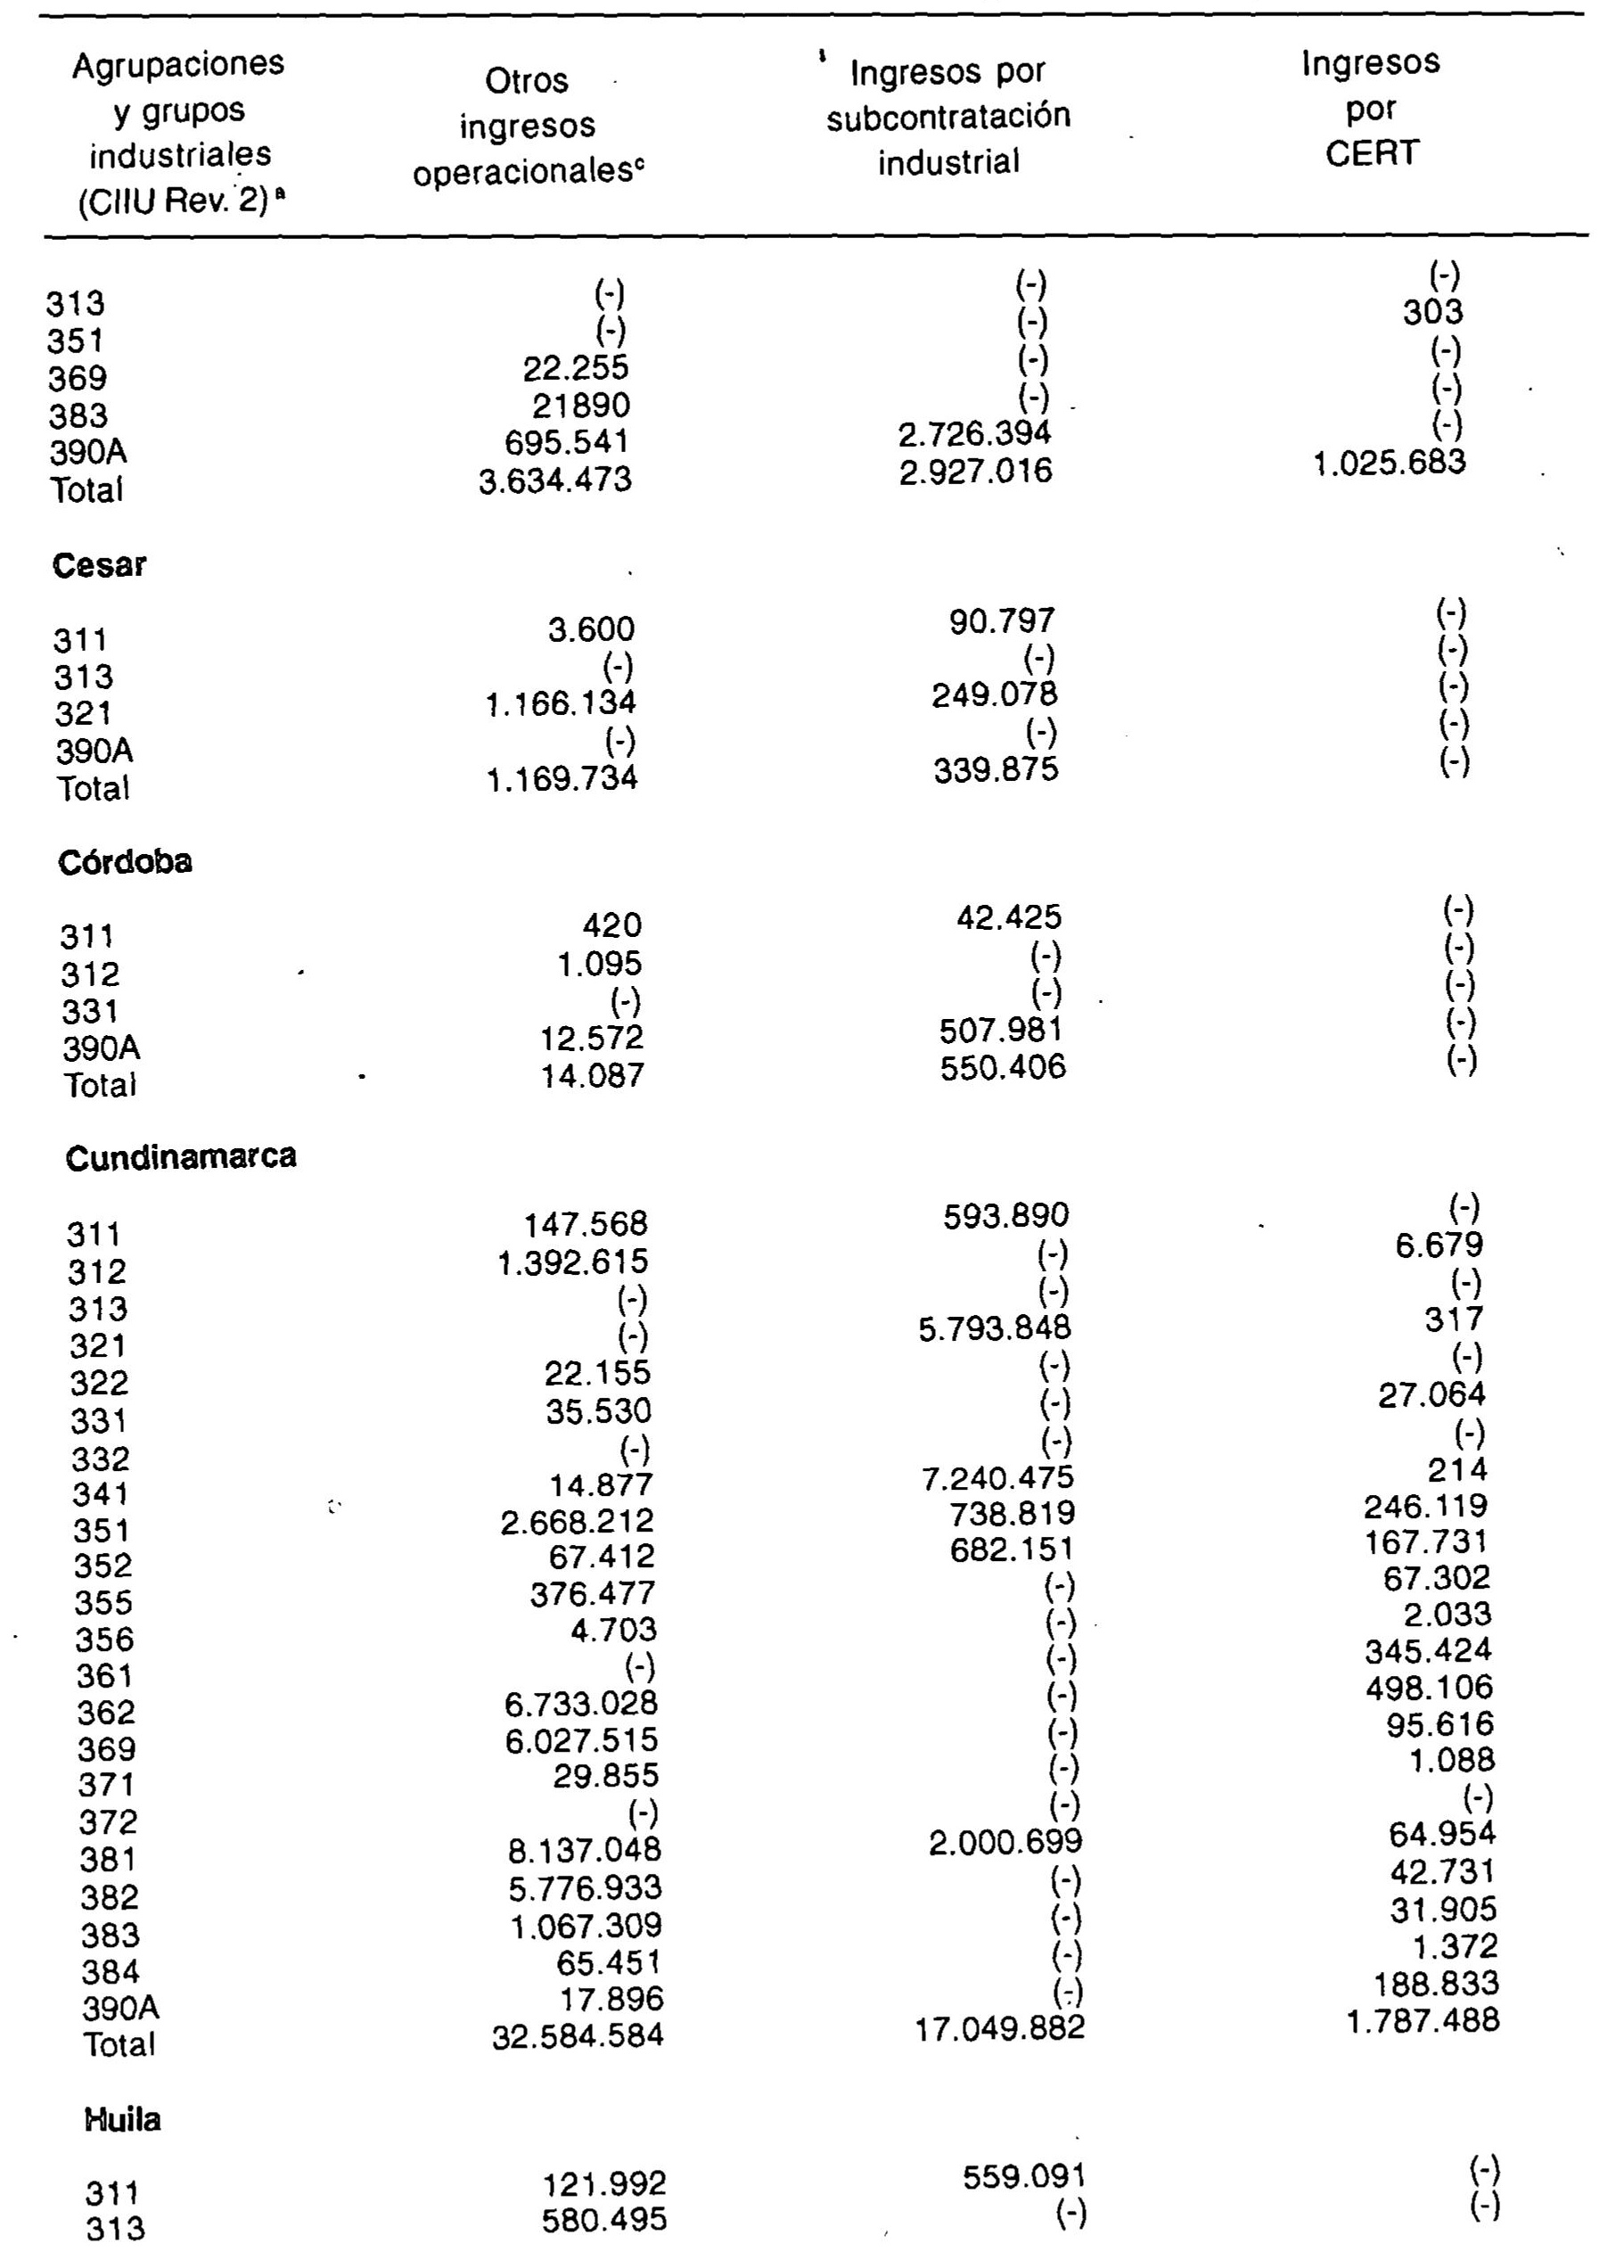 Agrupaciones y grupos industriales (CIIU Rev. 2)ª | Otros ingresos operacionalesᶜ | Ingresos por subcontratación industrial | Ingresos por CERT
313 (-) (-) (-)
351 (-) (-) 303
369 22.255 (-) (-)
383 21890 (-) (-)
390A 695.541 2.726.394 (-)
Total 3.634.473 2.927.016 1.025.683
Cesar
311 3.600 90.797 (-)
313 (-) (-) (-)
321 1.166.134 249.078 (-)
390A (-) (-) (-)
Total 1.169.734 339.875 (-)
Córdoba
311 420 42.425 (-)
312 1.095 (-) (-)
331 (-) (-) (-)
390A 12.572 507.981 (-)
Total 14.087 550.406 (-)
Cundinamarca
311 147.568 593.890 (-)
312 1.392.615 (-) 6.679
313 (-) (-) (-)
321 (-) 5.793.848 317
322 22.155 (-) (-)
331 35.530 (-) 27.064
332 (-) (-) (-)
341 14.877 7.240.475 214
351 2.668.212 738.819 246.119
352 67.412 682.151 167.731
355 376.477 (-) 67.302
356 4.703 (-) 2.033
361 (-) (-) 345.424
362 6.733.028 (-) 498.106
369 6.027.515 (-) 95.616
371 29.855 (-) 1.088
372 (-) (-) (-)
381 8.137.048 2.000.699 64.954
382 5.776.933 (-) 42.731
383 1.067.309 (-) 31.905
384 65.451 (-) 1.372
390A 17.896 (-) 188.833
Total 32.584.584 17.049.882 1.787.488
Huila
311 121.992 559.091 (-)
313 580.495 (-) (-)